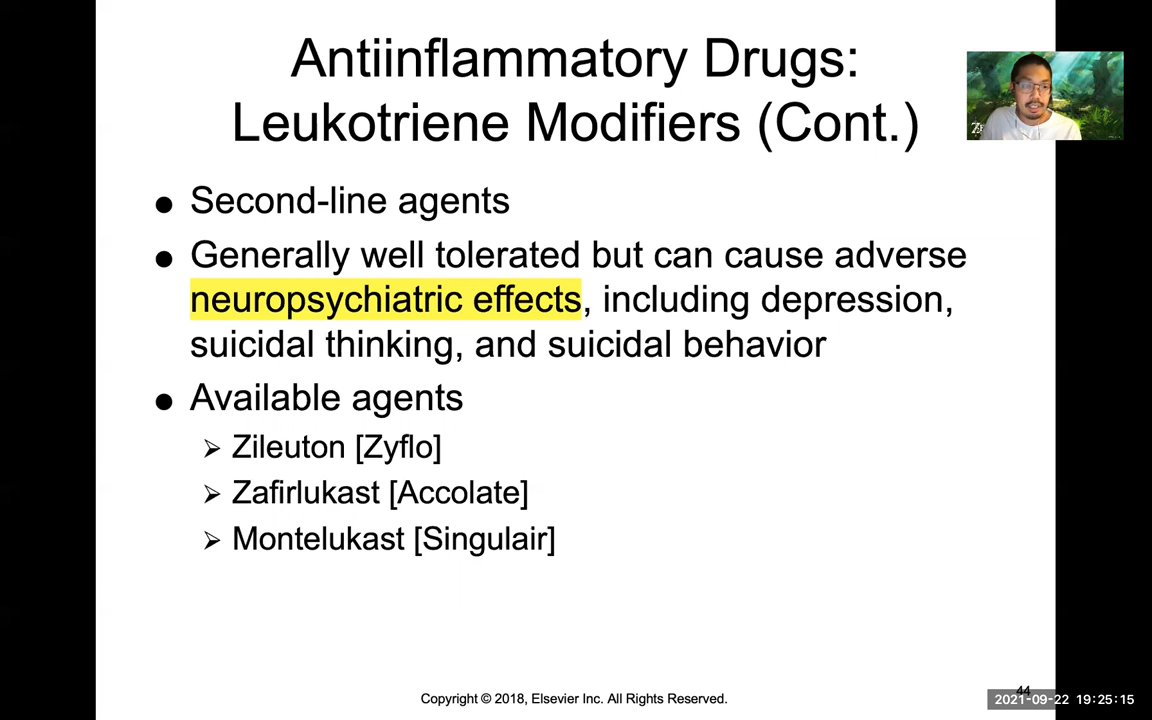 Antiinflammatory Drugs:
Leukotriene Modifiers (Cont.)
● Second-line agents
● Generally well tolerated but can cause adverse
neuropsychiatric effects, including depression,
suicidal thinking, and suicidal behavior
● Available agents
➢ Zileuton [Zyflo]
➢ Zafirlukast [Accolate]
➢ Montelukast [Singulair]
Copyright © 2018, Elsevier Inc. All Rights Reserved.
44
2021-09-22 19:25:15